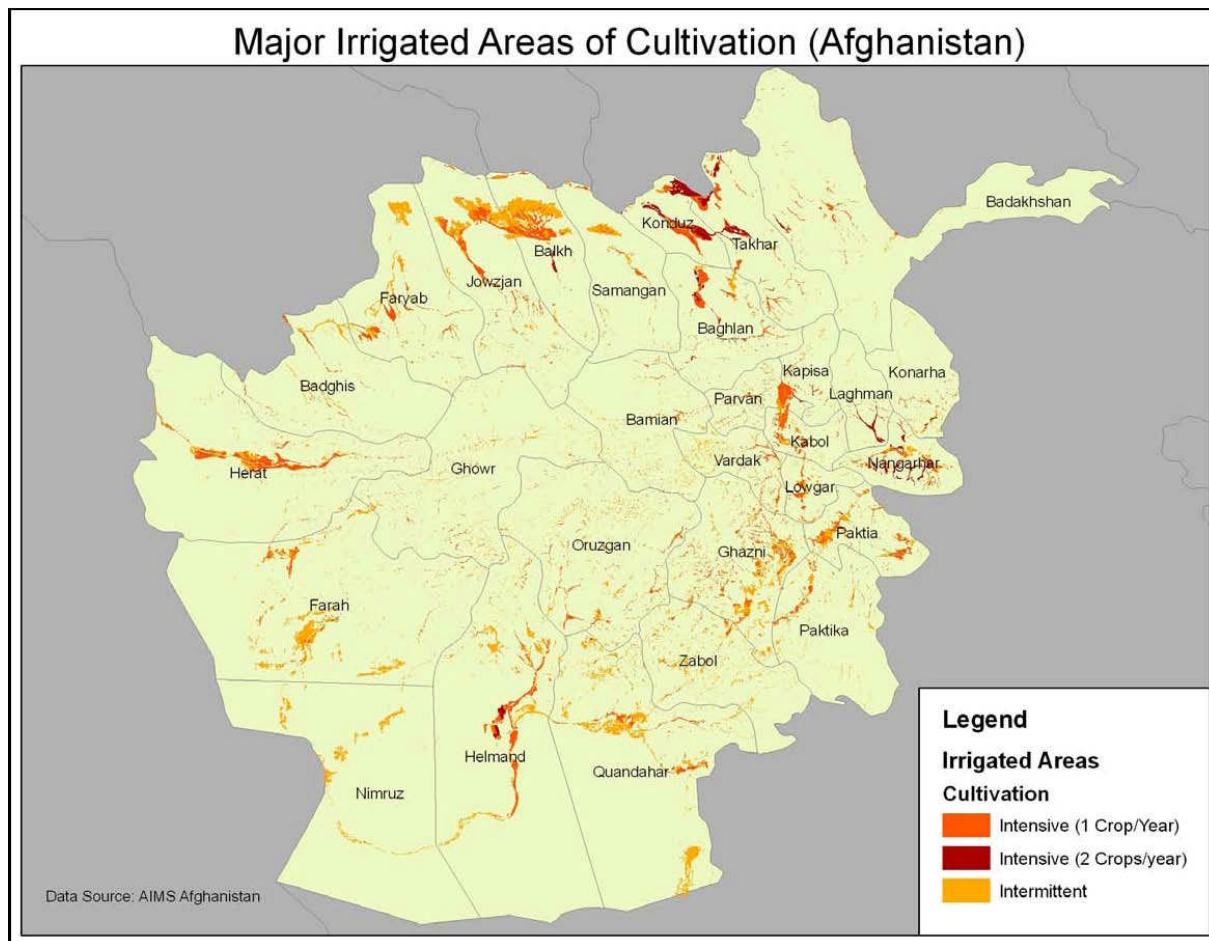 Major Irrigated Areas of Cultivation (Afghanistan)
Badakhshan
Konduz
Takhar
Balkh
Jowzjan
Samangan
Faryab
Baghlan
Kapisa
Konarha
Badghis
Laghman
Parvan
Bamian
Kabol
Vardak
Nangarhar
Ghowr
Herat
Lowgar
Paktia
Oruzgan
Ghazni
Farah
Paktika
Zabol
Helmand
Quandahar
Nimruz
Legend
Irrigated Areas
Cultivation
Intensive (1 Crop/Year)
Intensive (2 Crops/year)
Intermittent
Data Source: AIMS Afghanistan